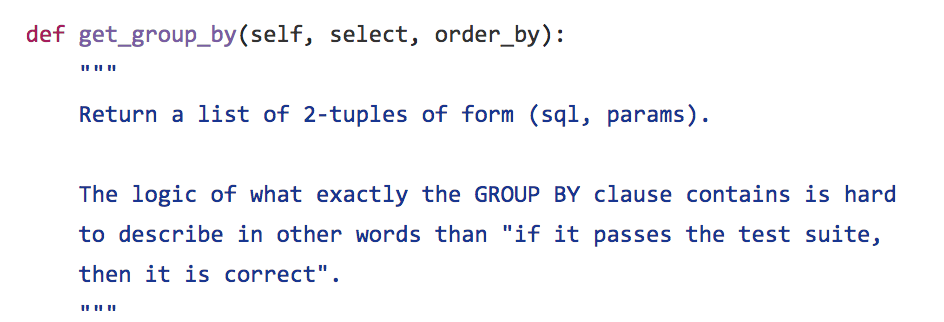 def get_group_by(self, select, order_by):
"""
Return a list of 2-tuples of form (sql, params).
The logic of what exactly the GROUP BY clause contains is hard
to describe in other words than "if it passes the test suite,
then it is correct".
"""